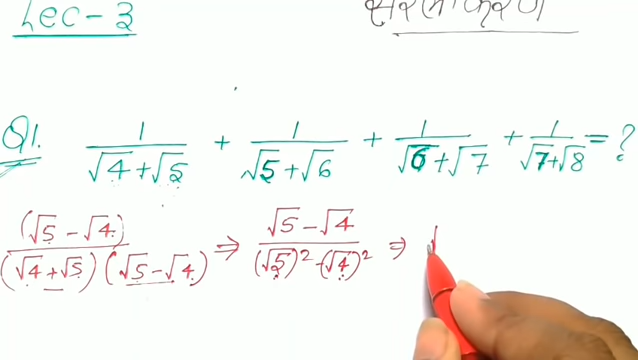 Lec-3 सरलीकरण
Q1. 1/(√4+√5) + 1/(√5+√6) + 1/(√6+√7) + 1/(√7+√8) = ?
(√5-√4)/((√4+√5)(√5-√4)) ⇒ (√5-√4)/((√5)²-(√4)²) ⇒